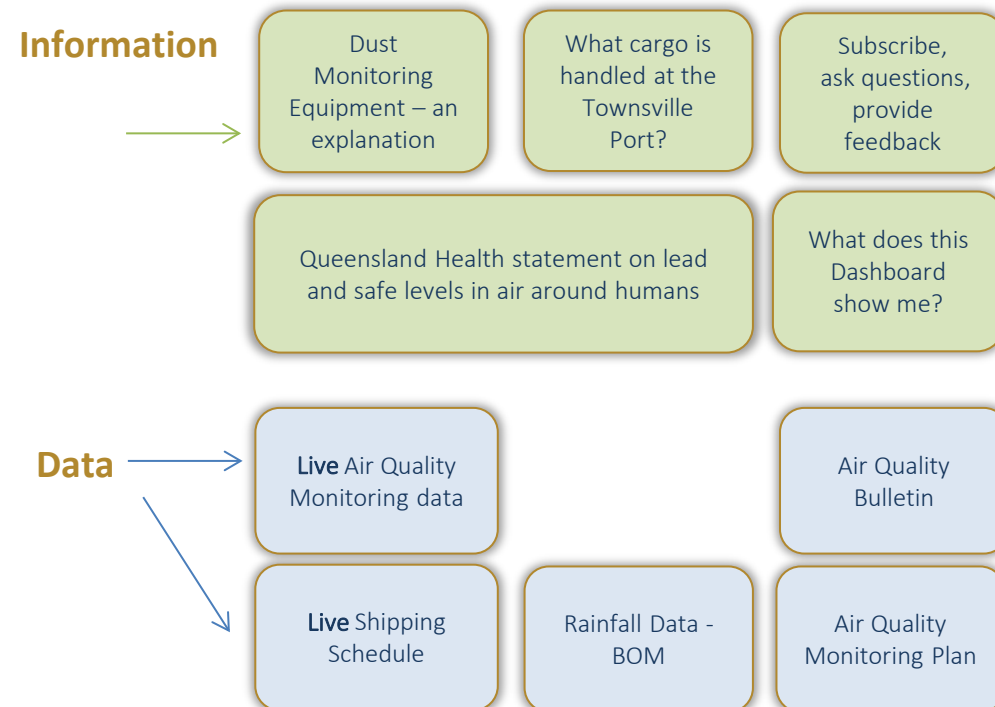 Information
Dust
Monitoring
Equipment – an
explanation
What cargo is
handled at the
Townsville
Port?
Subscribe,
ask questions,
provide
feedback
Queensland Health statement on lead
and safe levels in air around humans
What does this
Dashboard
show me?
Data
Live Air Quality
Monitoring data
Air Quality
Bulletin
Live Shipping
Schedule
Rainfall Data -
BOM
Air Quality
Monitoring Plan